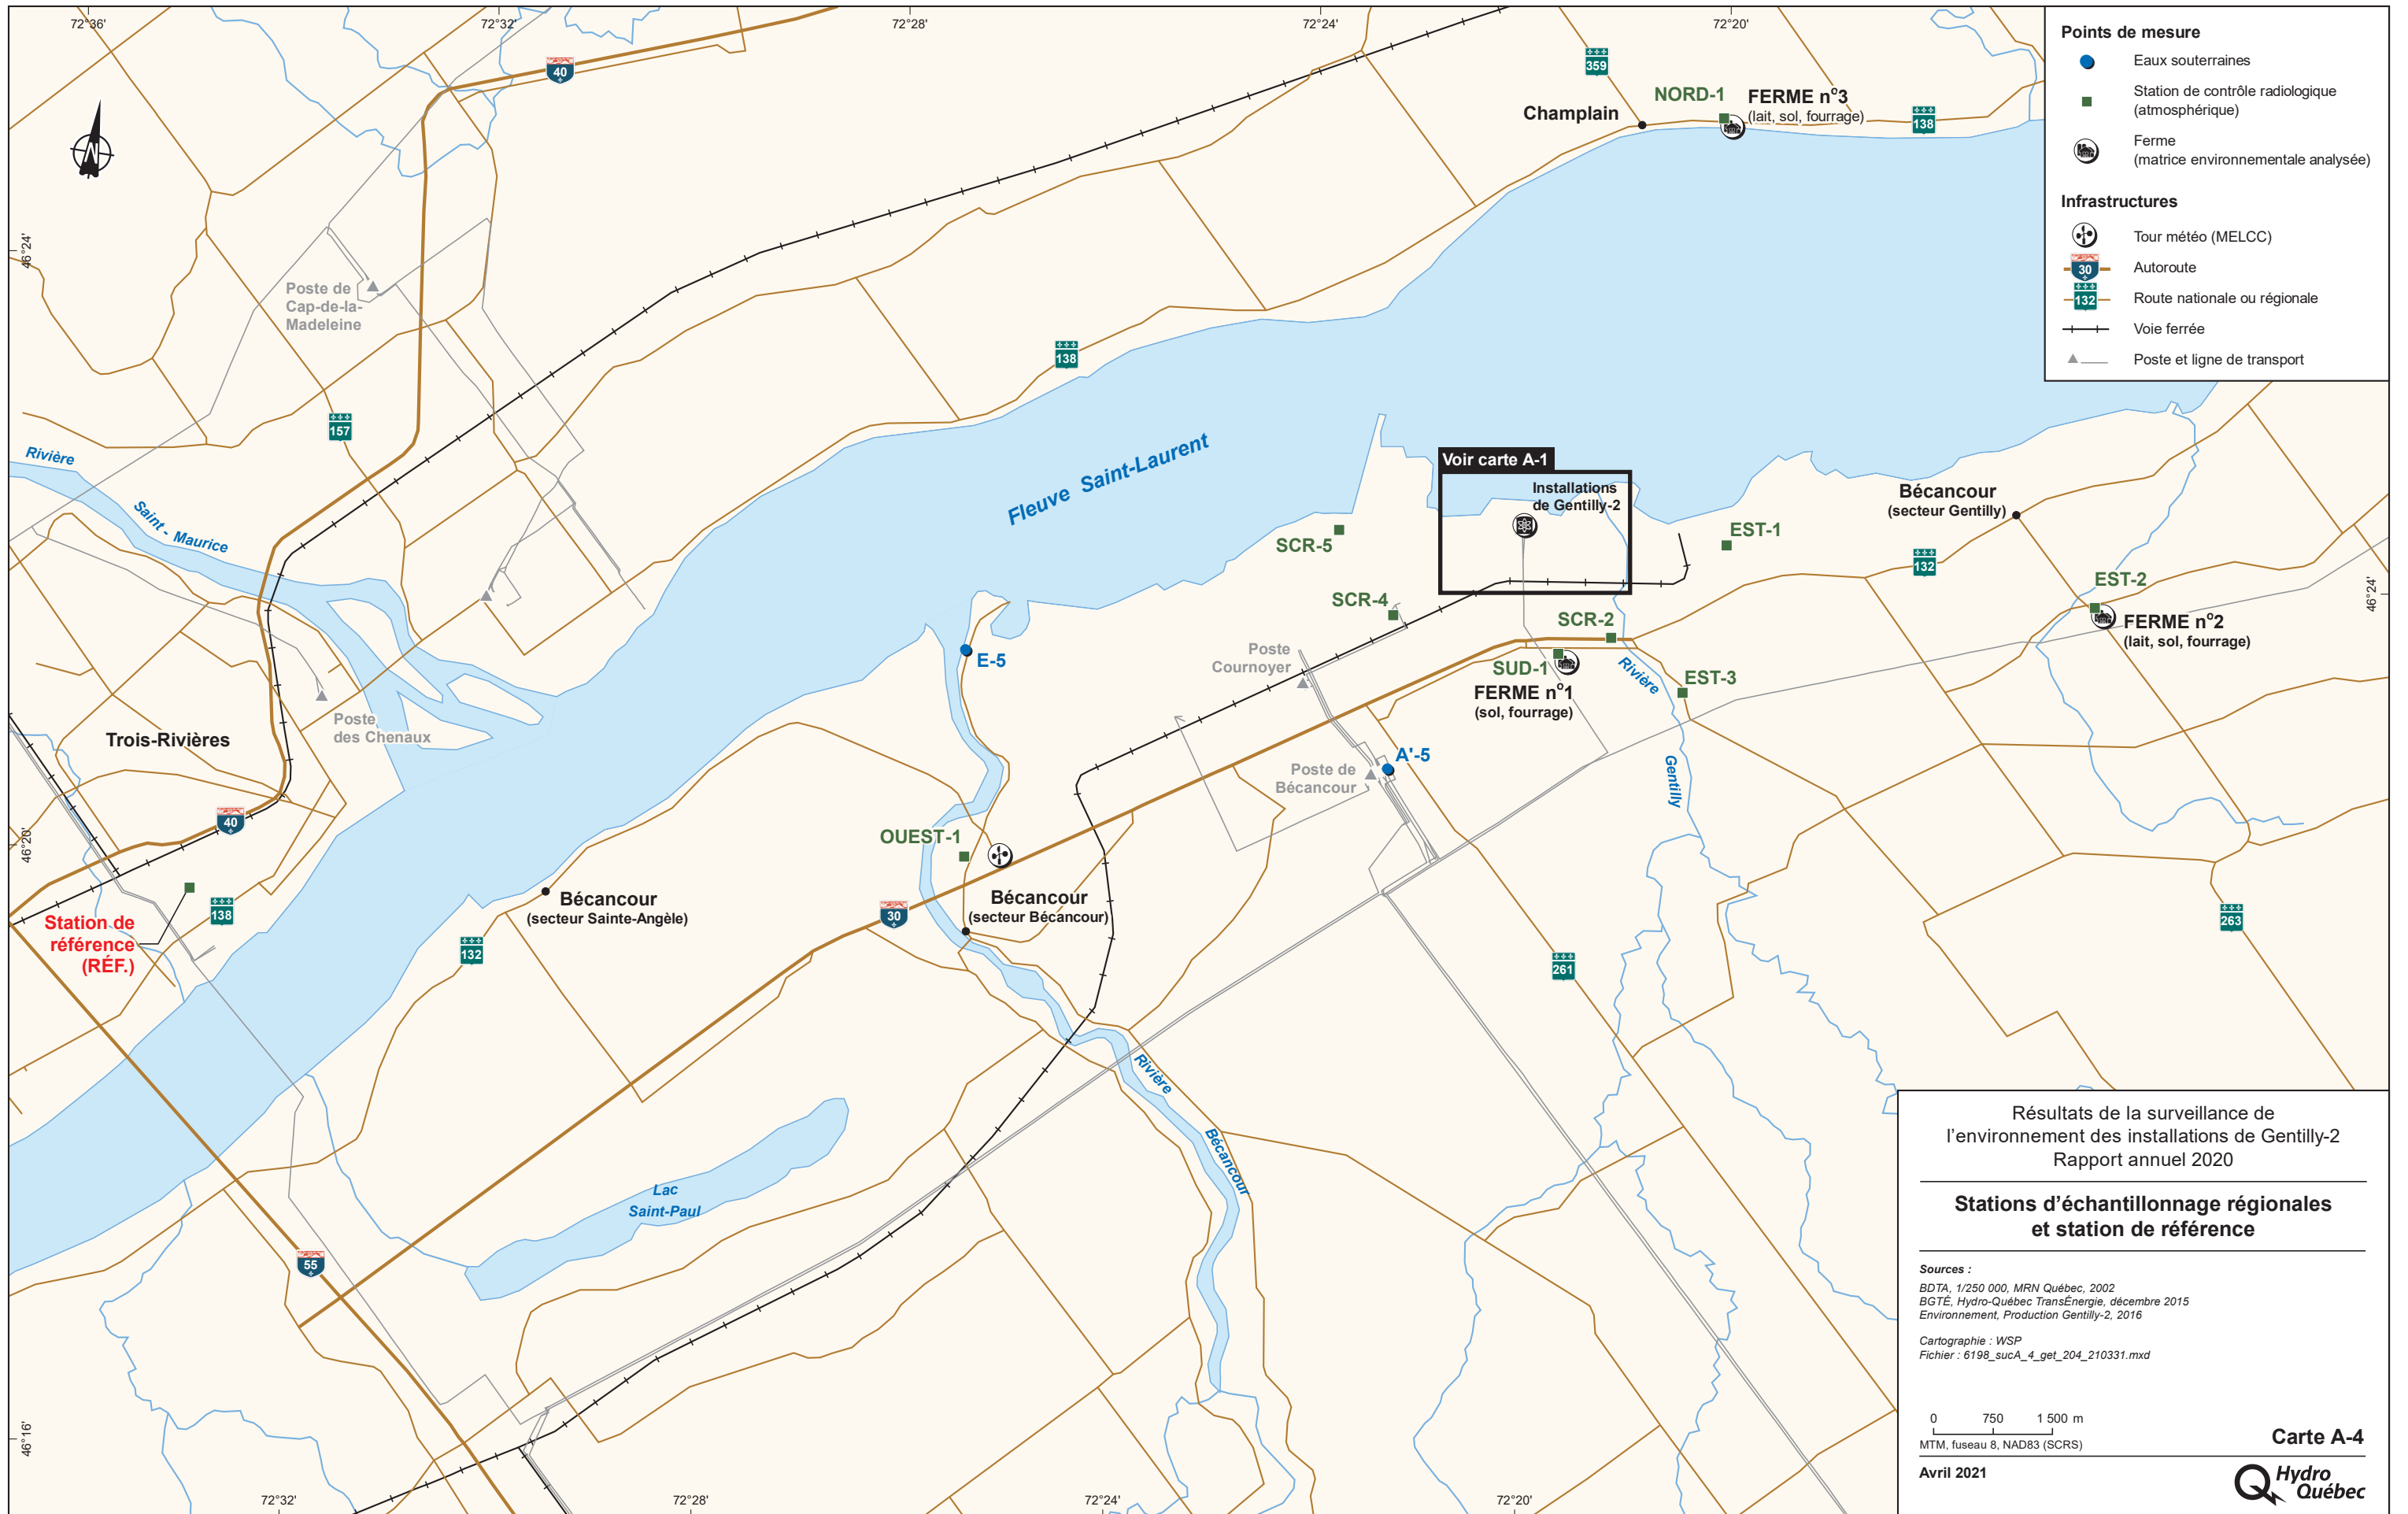 72°36'
72°32'
72°28'
72°24'
72°20'
40
359
NORD-1
FERME n°3
(lait, sol, fourrage)
Champlain
138
Points de mesure
Eaux souterraines
Station de contrôle radiologique
(atmosphérique)
Ferme
(matrice environnementale analysée)
Infrastructures
Tour météo (MELCC)
30
Autoroute
132
Route nationale ou régionale
Voie ferrée
Poste et ligne de transport
N
46°24'
Poste de
Cap-de-la-
Madeleine
138
157
Rivière
Saint - Maurice
Fleuve Saint-Laurent
Voir carte A-1
Installations
de Gentilly-2
Bécancour
(secteur Gentilly)
SCR-5
EST-1
132
EST-2
46°24'
SCR-4
SCR-2
FERME n°2
(lait, sol, fourrage)
E-5
Poste
Cournoyer
SUD-1
FERME n°1
(sol, fourrage)
Rivière
Gentilly
EST-3
Poste
des Chenaux
Trois-Rivières
A'-5
Poste de
Bécancour
40
46°20'
OUEST-1
Bécancour
(secteur Sainte-Angèle)
Bécancour
(secteur Bécancour)
30
138
Station de
référence
(RÉF.)
132
261
263
Rivière
Bécancour
Lac
Saint-Paul
55
46°16'
72°32'
72°28'
72°24'
72°20'
Résultats de la surveillance de
l'environnement des installations de Gentilly-2
Rapport annuel 2020
Stations d'échantillonnage régionales
et station de référence
Sources :
BDTA, 1/250 000, MRN Québec, 2002
BGTÉ, Hydro-Québec TransÉnergie, décembre 2015
Environnement, Production Gentilly-2, 2016
Cartographie : WSP
Fichier : 6198_sucA_4_get_204_210331.mxd
0 750 1 500 m
MTM, fuseau 8, NAD83 (SCRS)
Carte A-4
Avril 2021
Hydro
Québec